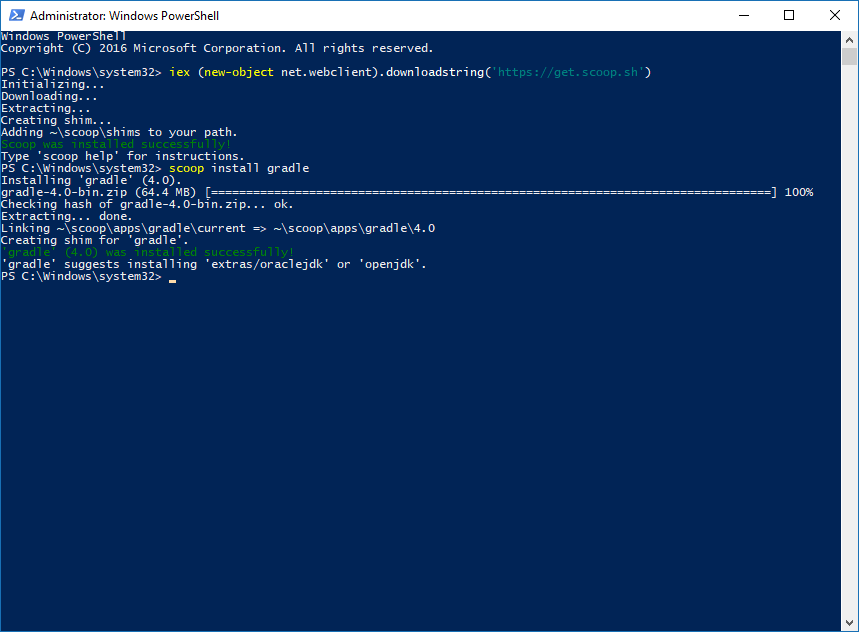 Administrator: Windows PowerShell
Windows PowerShell
Copyright (C) 2016 Microsoft Corporation. All rights reserved.
PS C:\Windows\system32> iex (new-object net.webclient).downloadstring('https://get.scoop.sh')
Initializing...
Downloading...
Extracting...
Creating shim...
Adding ~\scoop\shims to your path.
Scoop was installed successfully!
Type 'scoop help' for instructions.
PS C:\Windows\system32> scoop install gradle
Installing 'gradle' (4.0).
gradle-4.0-bin.zip (64.4 MB) [================================================================================] 100%
Checking hash of gradle-4.0-bin.zip... ok.
Extracting... done.
Linking ~\scoop\apps\gradle\current => ~\scoop\apps\gradle\4.0
Creating shim for 'gradle'.
'gradle' (4.0) was installed successfully!
'gradle' suggests installing 'extras/oraclejdk' or 'openjdk'.
PS C:\Windows\system32> _